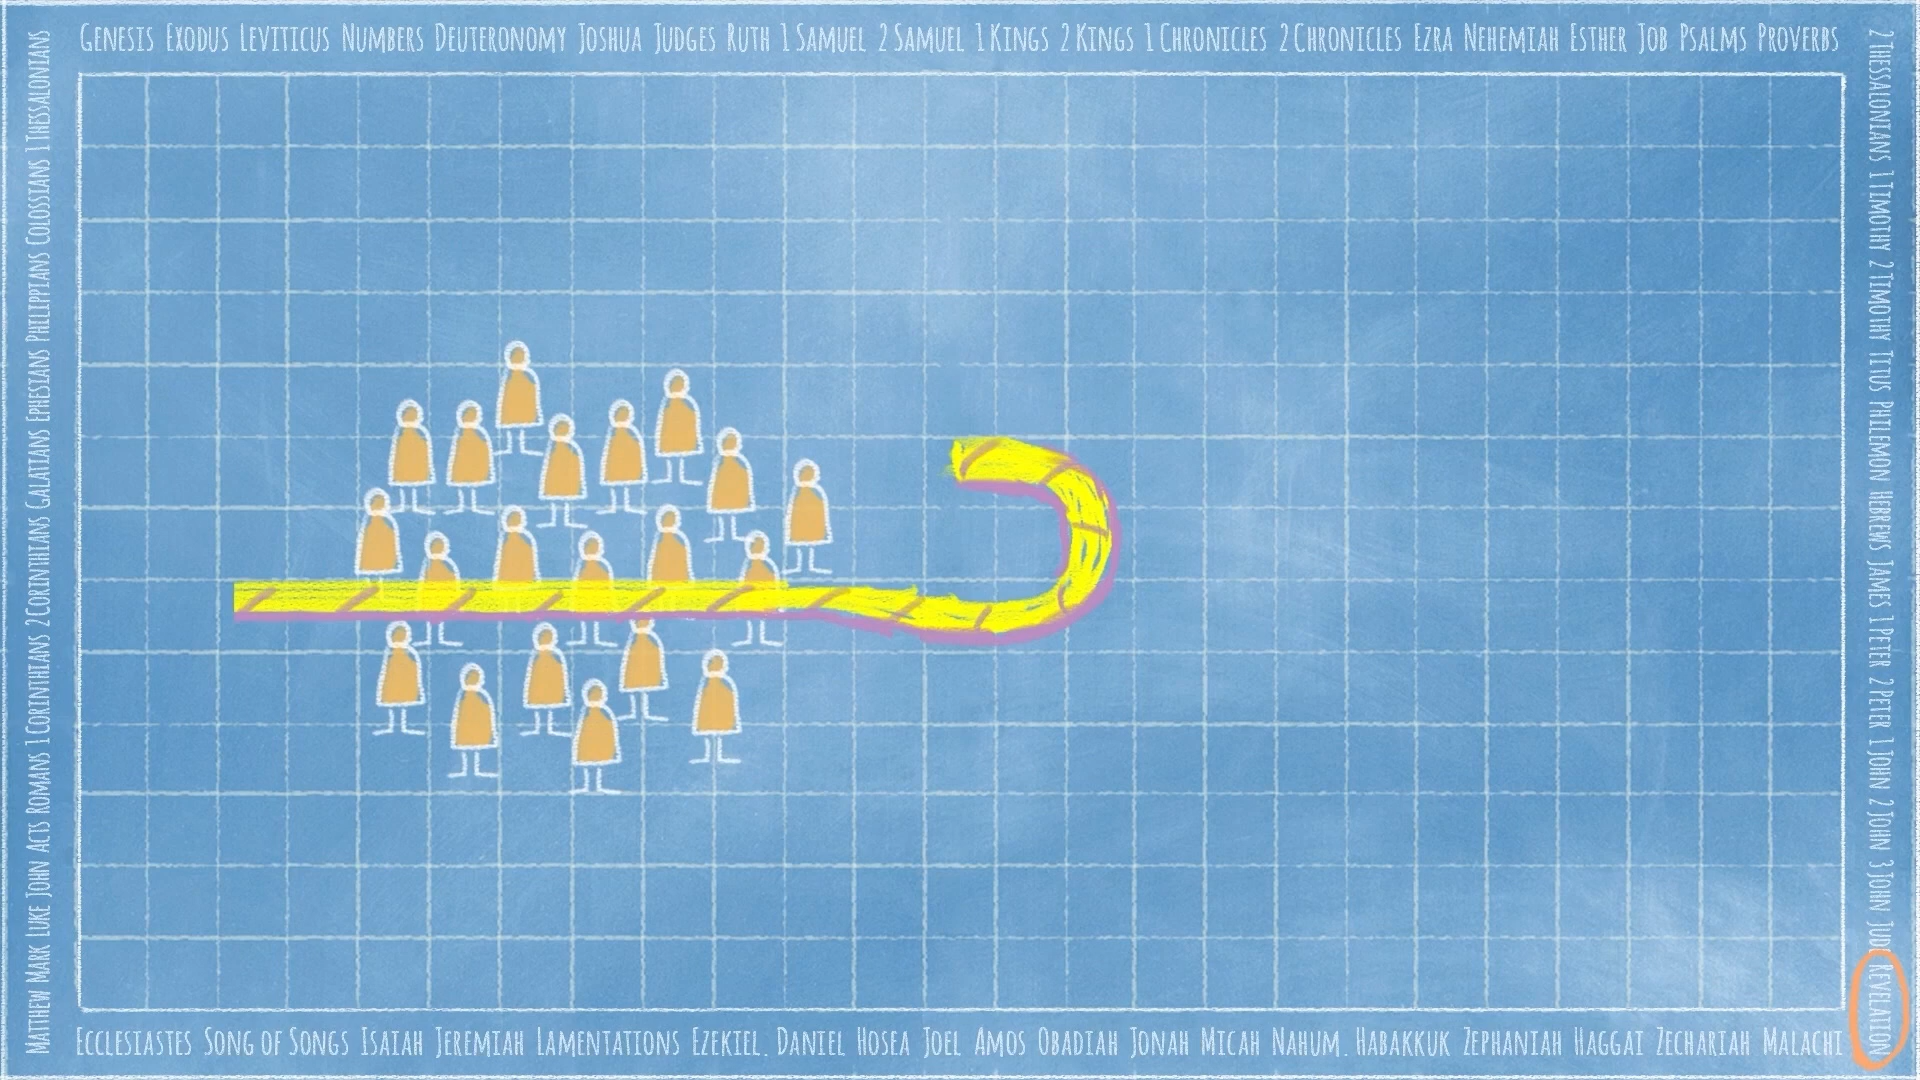 Genesis Exodus Leviticus Numbers Deuteronomy Joshua Judges Ruth 1 Samuel 2 Samuel 1 Kings 2 Kings 1 Chronicles 2 Chronicles Ezra Nehemiah Esther Job Psalms Proverbs
Ecclesiastes Song of Songs Isaiah Jeremiah Lamentations Ezekiel. Daniel Hosea Joel Amos Obadiah Jonah Micah Nahum. Habakkuk Zephaniah Haggai Zechariah Malachi
Matthew Mark Luke John Acts Romans 1 Corinthians 2 Corinthians Galatians Ephesians Philippians Colossians 1 Thessalonians
2 Thessalonians 1 Timothy 2 Timothy Titus Philemon Hebrews James 1 Peter 2 Peter 1 John 2 John 3 John Jude Revelation